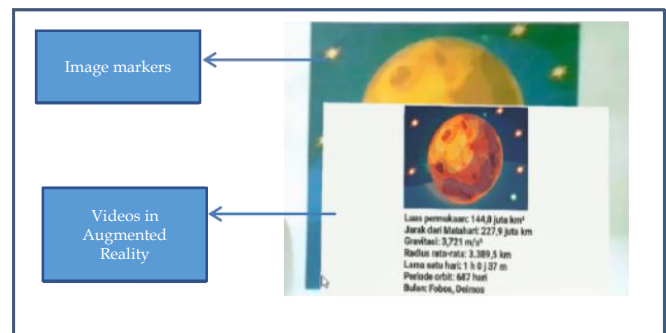 Image markers
Videos in
Augmented
Reality
Luas permukaan: 144,8 juta km²
Jarak dari Matahari: 227,9 juta km
Gravitasi: 3,721 m/s²
Radius rata-rata: 3.389,5 km
Lama satu hari: 1 h 0 j 37 m
Periode orbit: 687 hari
Bulan: Fobos, Deimos